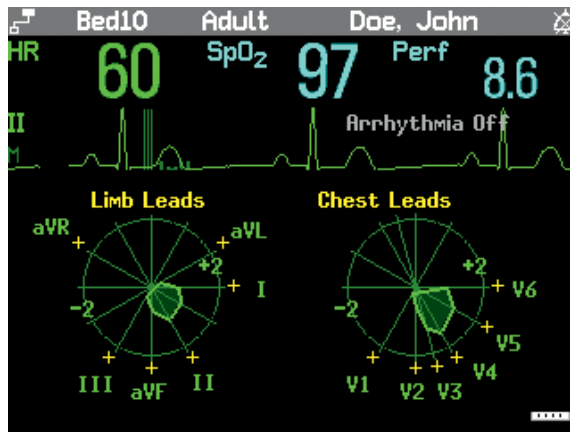 Bed10 Adult Doe, John
HR 60 SpO2 97 Perf 8.6
II Arrhythmia Off
M
Limb Leads Chest Leads
aVR aVL
+2 +2
I V6
-2 -2
V5
III aVF II V1 V2 V3 V4